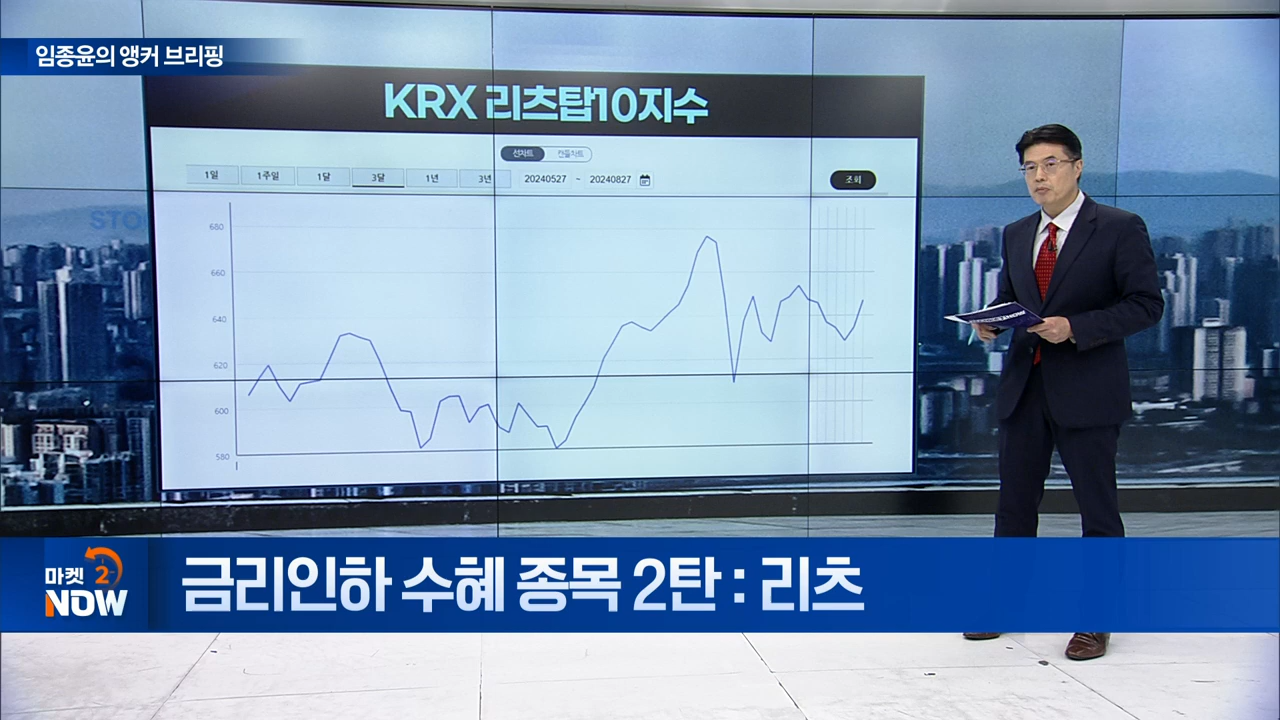 임종윤의 앵커 브리핑
KRX 리츠탑10지수
선차트 캔들차트
1일 1주일 1달 3달 1년 3년 20240527 ~ 20240827 조회
STO
680
660
640
620
600
580
마켓 2
NOW
금리인하 수혜 종목 2탄 : 리츠